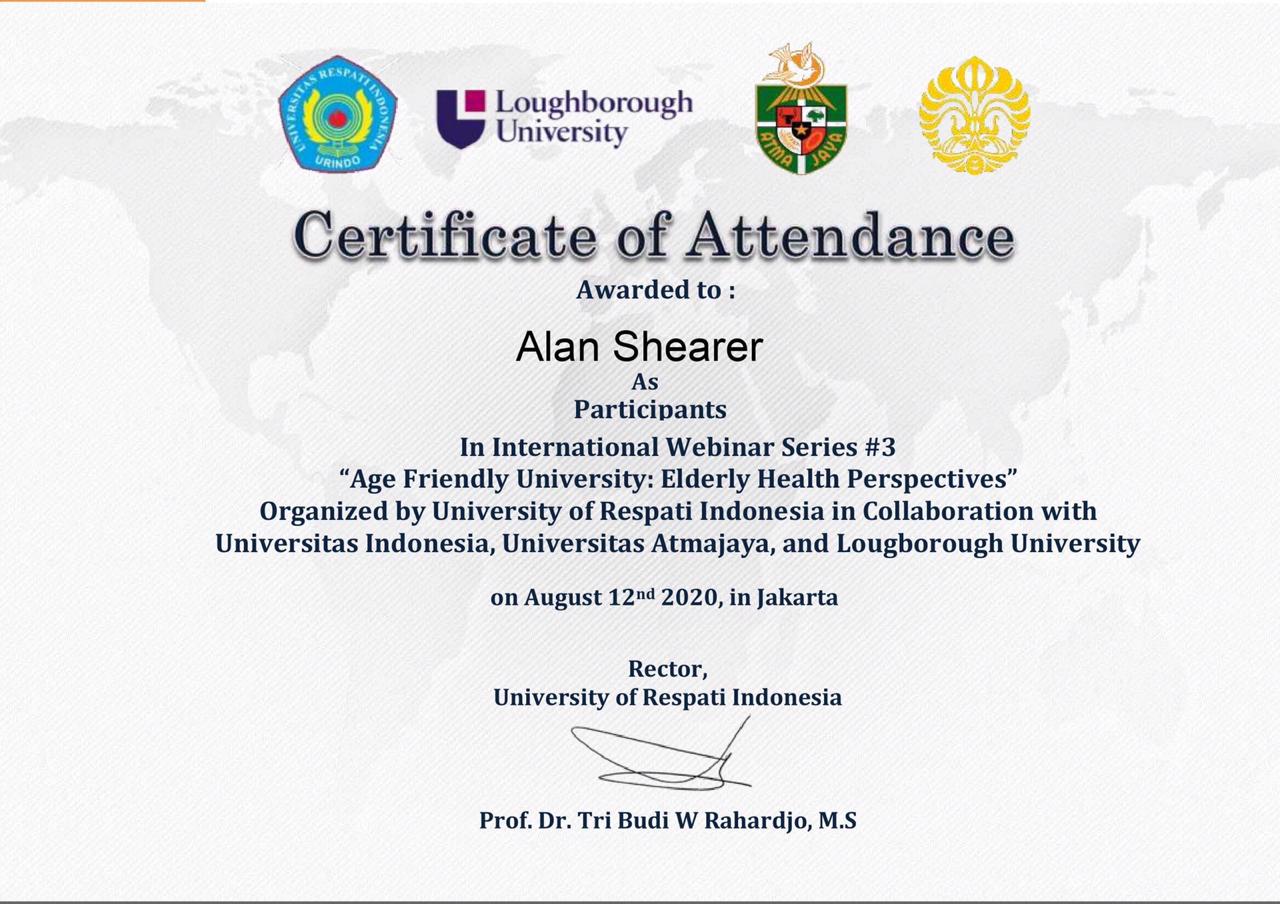 UNIVERSITAS RESPATI INDONESIA
URINDO
Loughborough
University
ATMA JAYA
Certificate of Attendance
Awarded to :
Alan Shearer
As
Participants
In International Webinar Series #3
“Age Friendly University: Elderly Health Perspectives”
Organized by University of Respati Indonesia in Collaboration with
Universitas Indonesia, Universitas Atmajaya, and Lougborough University
on August 12nd 2020, in Jakarta
Rector,
University of Respati Indonesia
Prof. Dr. Tri Budi W Rahardjo, M.S